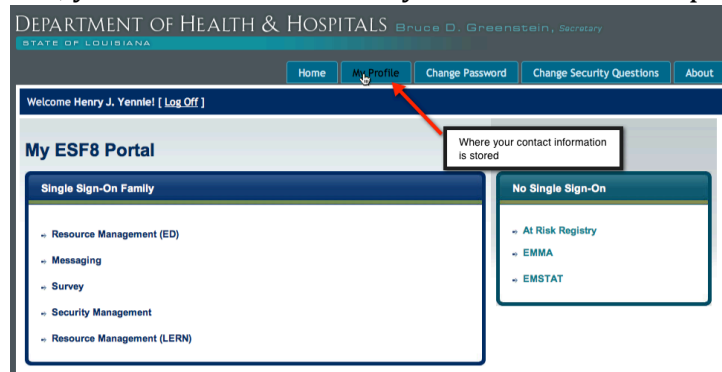 DEPARTMENT OF HEALTH & HOSPITALS Bruce D. Greenstein, Secretary
STATE OF LOUISIANA
Home My Profile Change Password Change Security Questions About
Welcome Henry J. Yennie! [ Log Off ]
Where your contact information
is stored
My ESF8 Portal
Single Sign-On Family
Resource Management (ED)
Messaging
Survey
Security Management
Resource Management (LERN)
No Single Sign-On
At Risk Registry
EMMA
EMSTAT